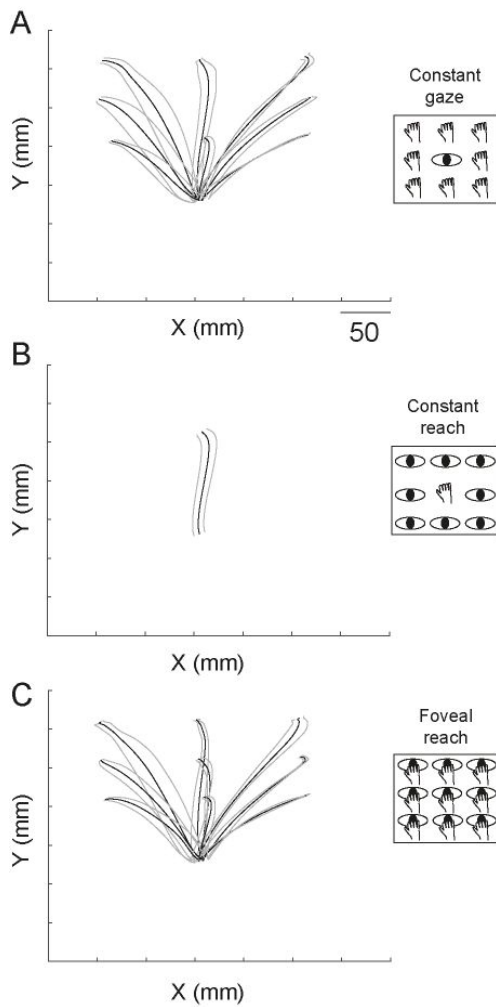 A
Y (mm)
X (mm)
50
Constant
gaze
B
Y (mm)
X (mm)
Constant
reach
C
Y (mm)
X (mm)
Foveal
reach